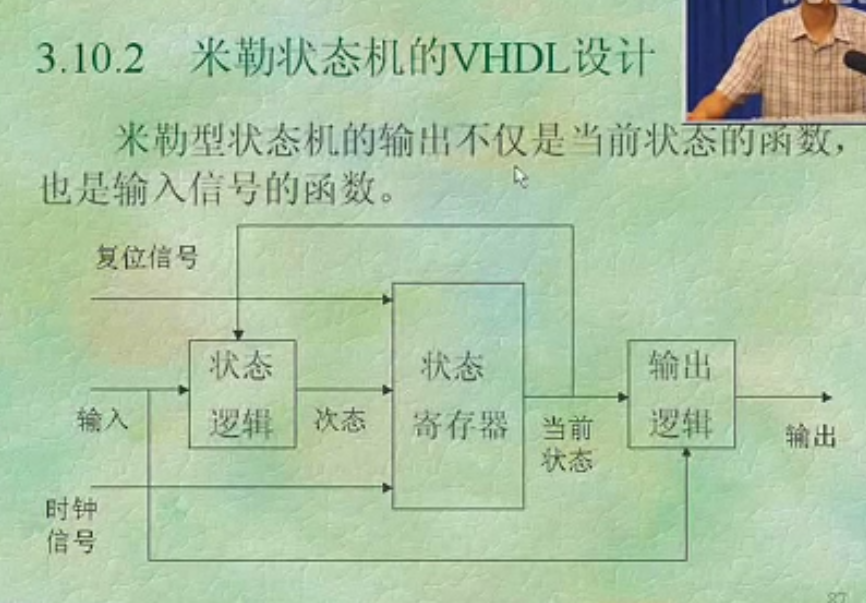 3.10.2 米勒状态机的VHDL设计
米勒型状态机的输出不仅是当前状态的函数，
也是输入信号的函数。
复位信号
状态
逻辑
状态
寄存器
输出
逻辑
输入
次态
当前
状态
输出
时钟
信号
87